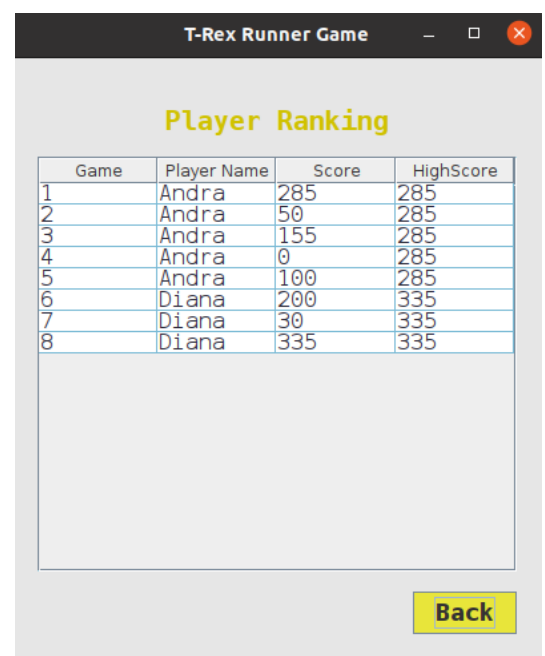 T-Rex Runner Game
Player Ranking
Game Player Name Score HighScore
1 Andra 285 285
2 Andra 50 285
3 Andra 155 285
4 Andra 0 285
5 Andra 100 285
6 Diana 200 335
7 Diana 30 335
8 Diana 335 335
Back